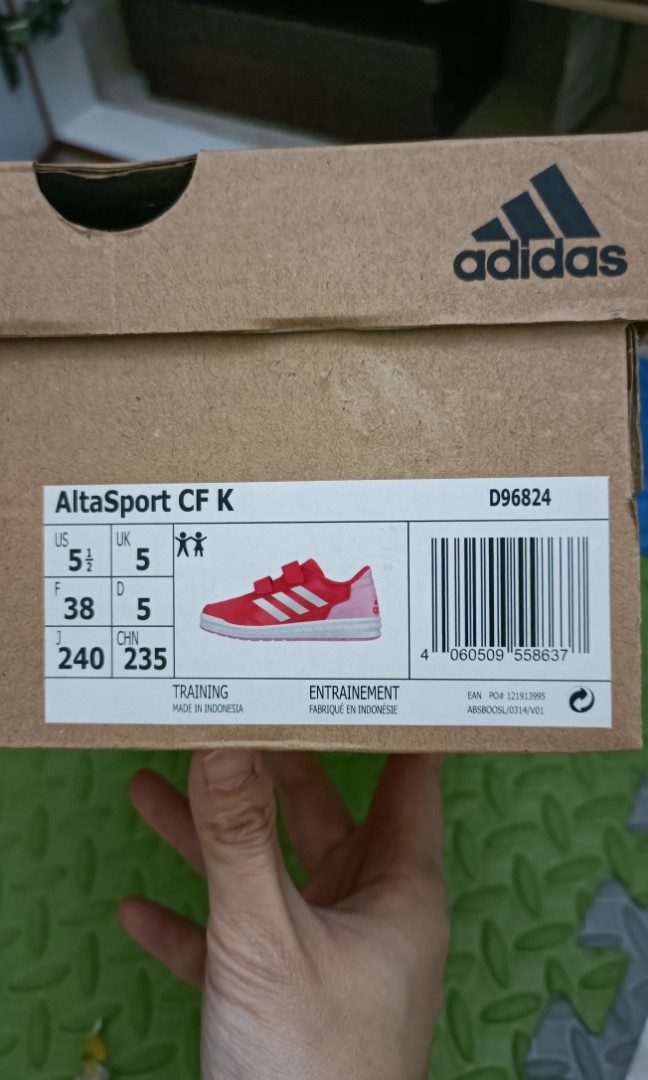 adidas
AltaSport CF K
D96824
US 5½
UK 5
F 38
D 5
J 240
CHN 235
adidas
4 060509 558637
TRAINING
MADE IN INDONESIA
ENTRAINEMENT
FABRIQUÉ EN INDONÉSIE
EAN PO# 121913995
ABSBOOSL/0314/V01